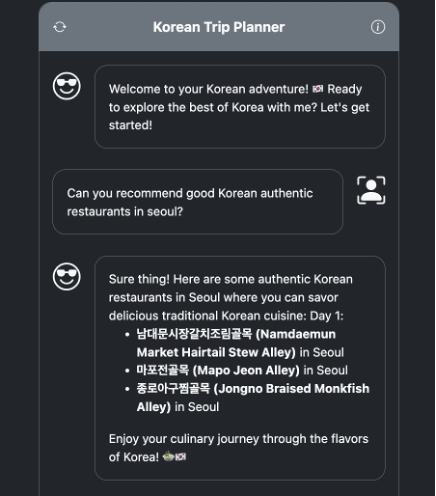 Korean Trip Planner
Welcome to your Korean adventure! 🇰🇷 Ready
to explore the best of Korea with me? Let's get
started!
Can you recommend good Korean authentic
restaurants in seoul?
Sure thing! Here are some authentic Korean
restaurants in Seoul where you can savor
delicious traditional Korean cuisine: Day 1:
• 남대문시장갈치조림골목 (Namdaemun
Market Hairtail Stew Alley) in Seoul
• 마포전골목 (Mapo Jeon Alley) in Seoul
• 종로아구찜골목 (Jongno Braised Monkfish
Alley) in Seoul
Enjoy your culinary journey through the flavors
of Korea! 🍲🇰🇷